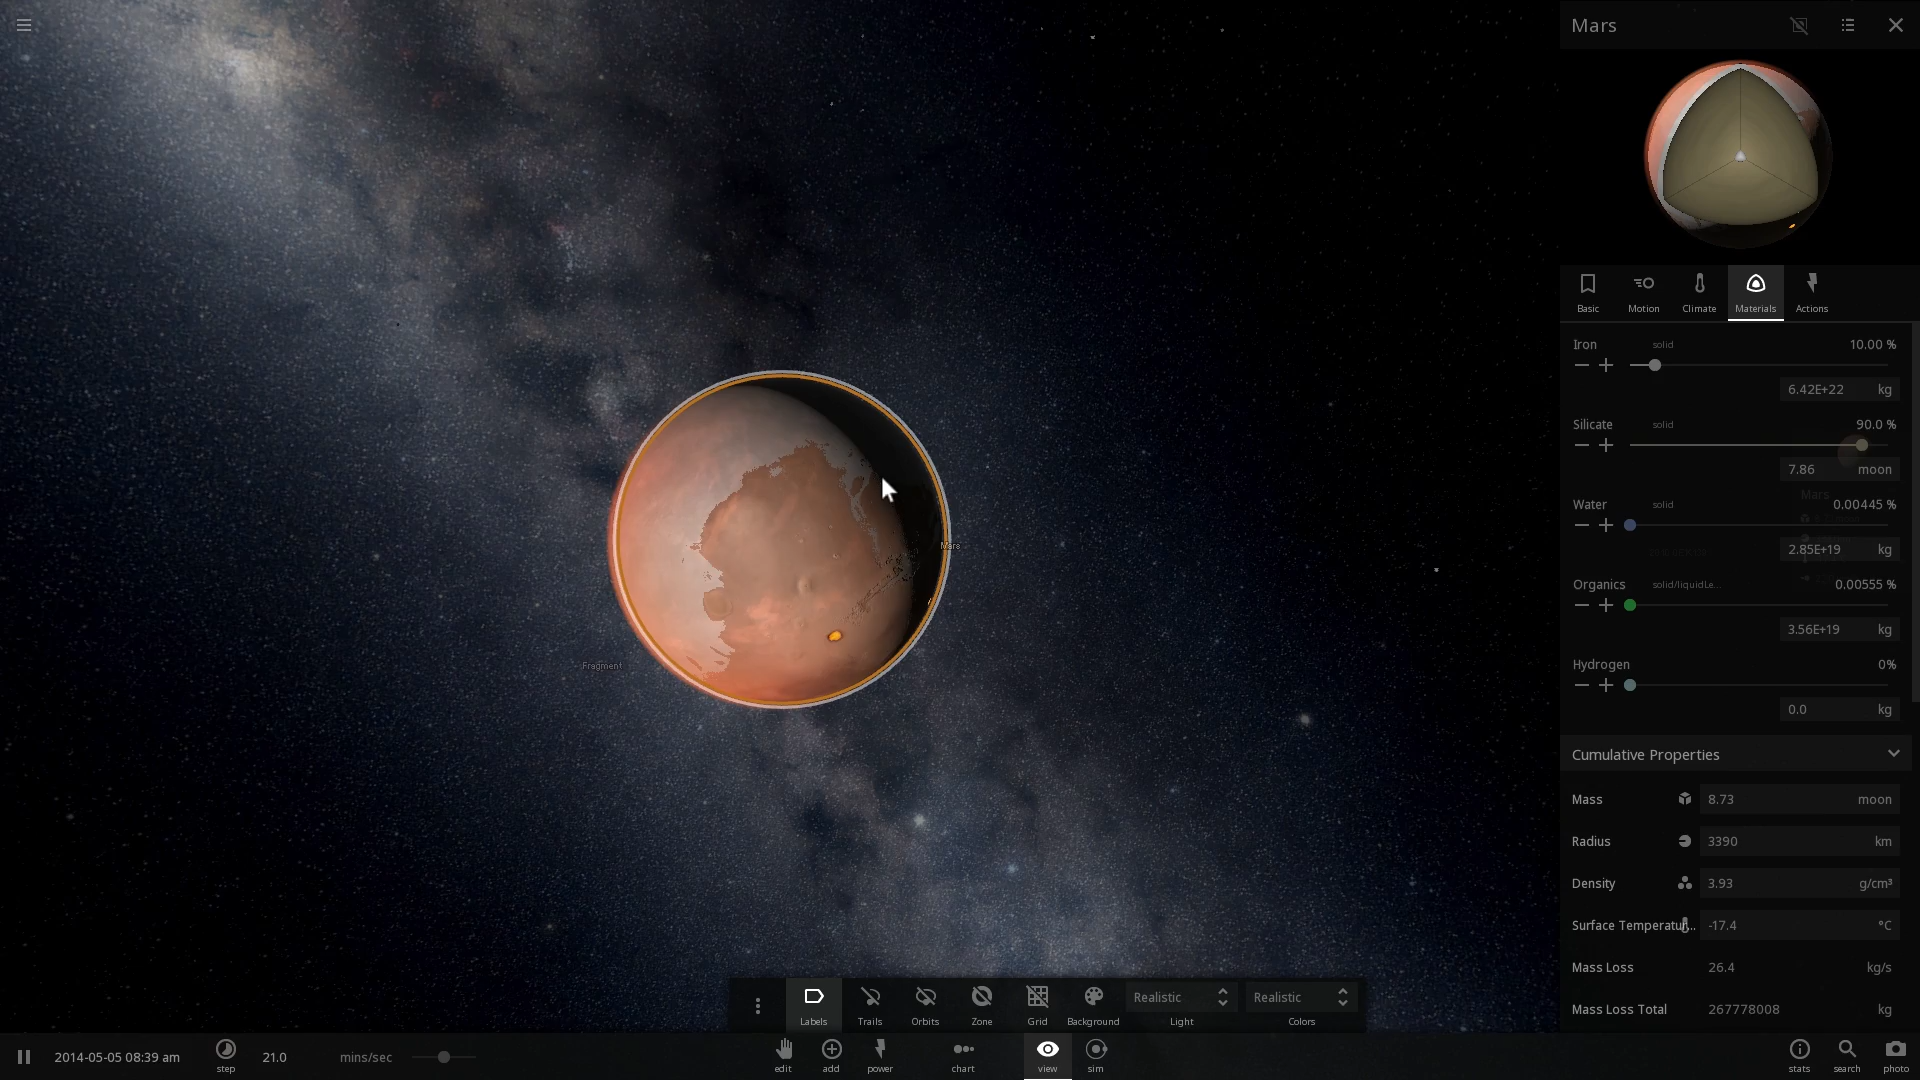 Mars
Basic
Motion
Climate
Materials
Actions
Iron solid 10.00 %
6.42E+22 kg
Silicate solid 90.0 %
7.86 moon
Mars
Water solid 0.00445 %
2.85E+19 kg
Organics solid/liquidLe... 0.00555 %
3.56E+19 kg
Hydrogen 0%
0.0 kg
Cumulative Properties
Mass 8.73 moon
Radius 3390 km
Density 3.93 g/cm³
Surface Temperatur... -17.4 °C
Mass Loss 26.4 kg/s
Mass Loss Total 267778008 kg
Mars
Fragment
Labels
Trails
Orbits
Zone
Grid
Background
Realistic
Light
Realistic
Colors
2014-05-05 08:39 am
step
21.0 mins/sec
edit
add
power
chart
view
sim
stats
search
photo